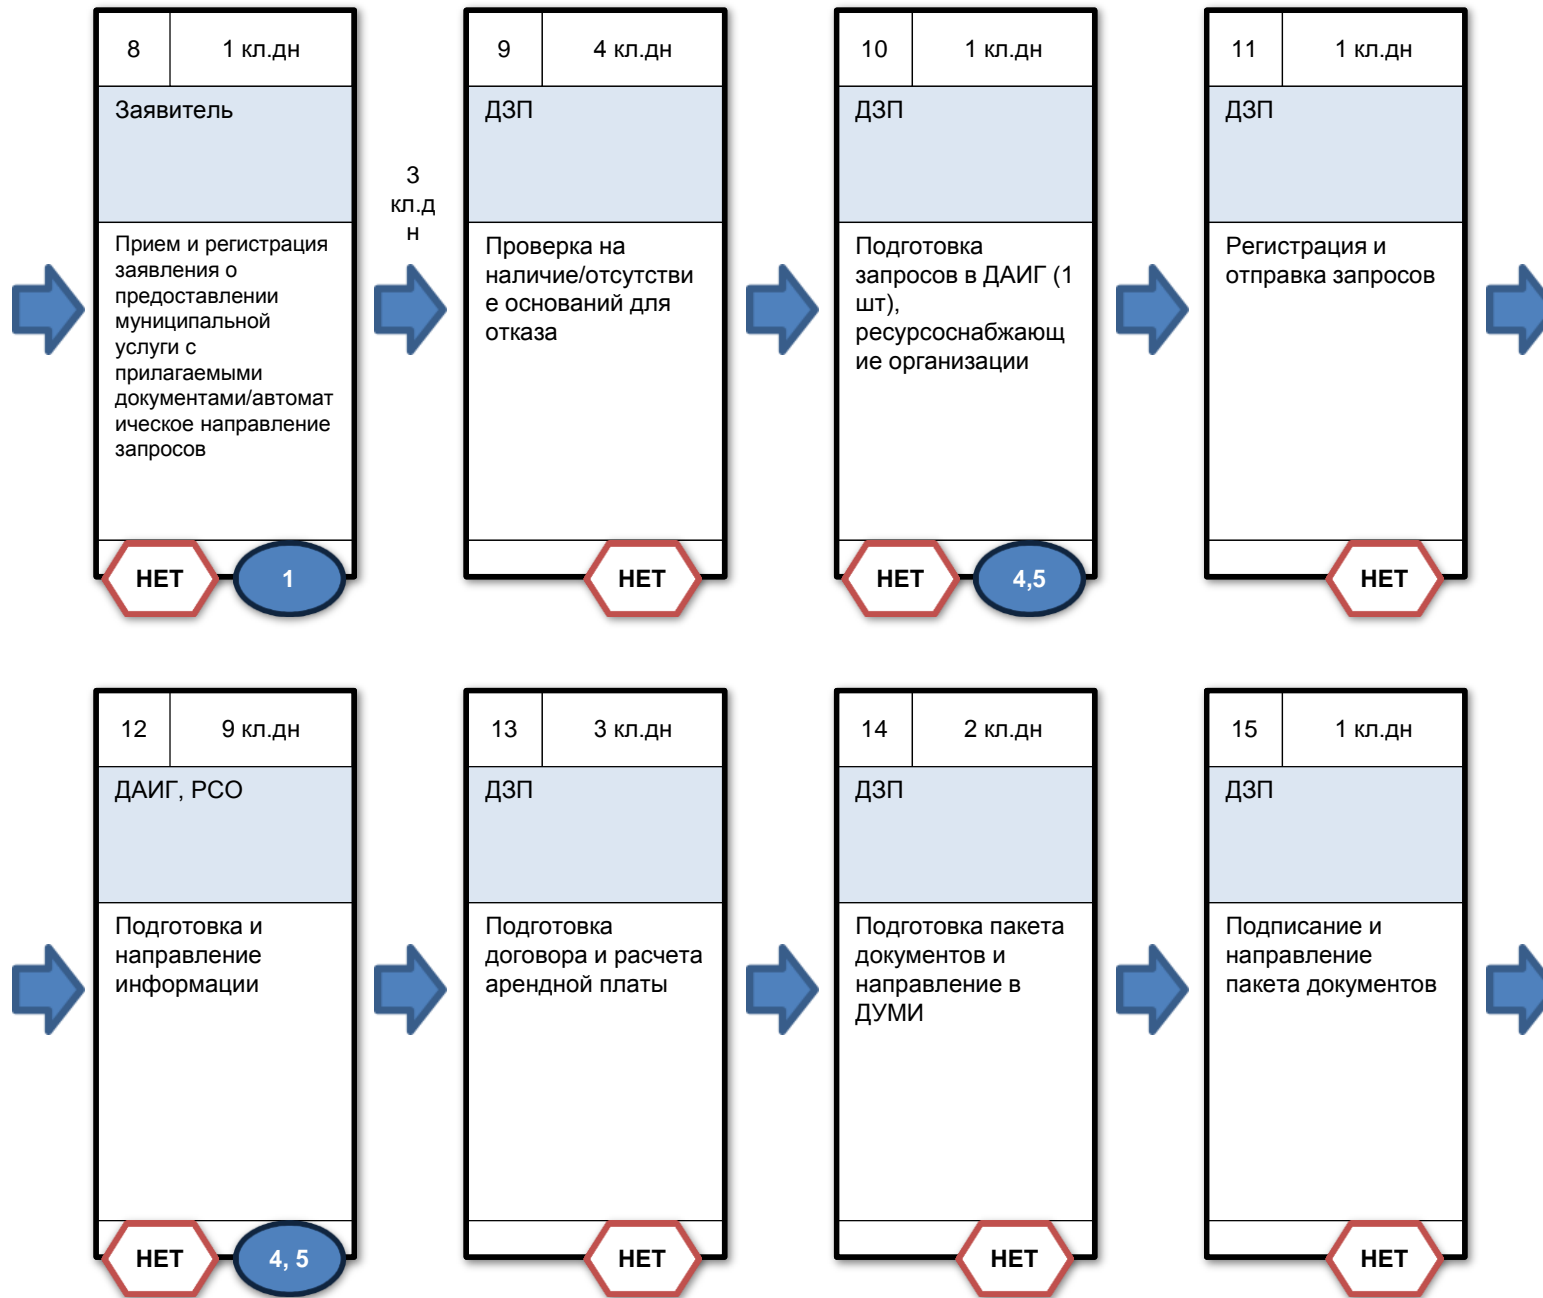 8
1 кл.дн
Заявитель
Прием и регистрация
заявления о
предоставлении
муниципальной
услуги с
прилагаемыми
документами/автомат
ическое направление
запросов
НЕТ
1
3
кл.д
н
9
4 кл.дн
ДЗП
Проверка на
наличие/отсутстви
е оснований для
отказа
НЕТ
10
1 кл.дн
ДЗП
Подготовка
запросов в ДАИГ (1
шт),
ресурсоснабжающ
ие организации
НЕТ
4,5
11
1 кл.дн
ДЗП
Регистрация и
отправка запросов
НЕТ
12
9 кл.дн
ДАИГ, РСО
Подготовка и
направление
информации
НЕТ
4, 5
13
3 кл.дн
ДЗП
Подготовка
договора и расчета
арендной платы
НЕТ
14
2 кл.дн
ДЗП
Подготовка пакета
документов и
направление в
ДУМИ
НЕТ
15
1 кл.дн
ДЗП
Подписание и
направление
пакета документов
НЕТ